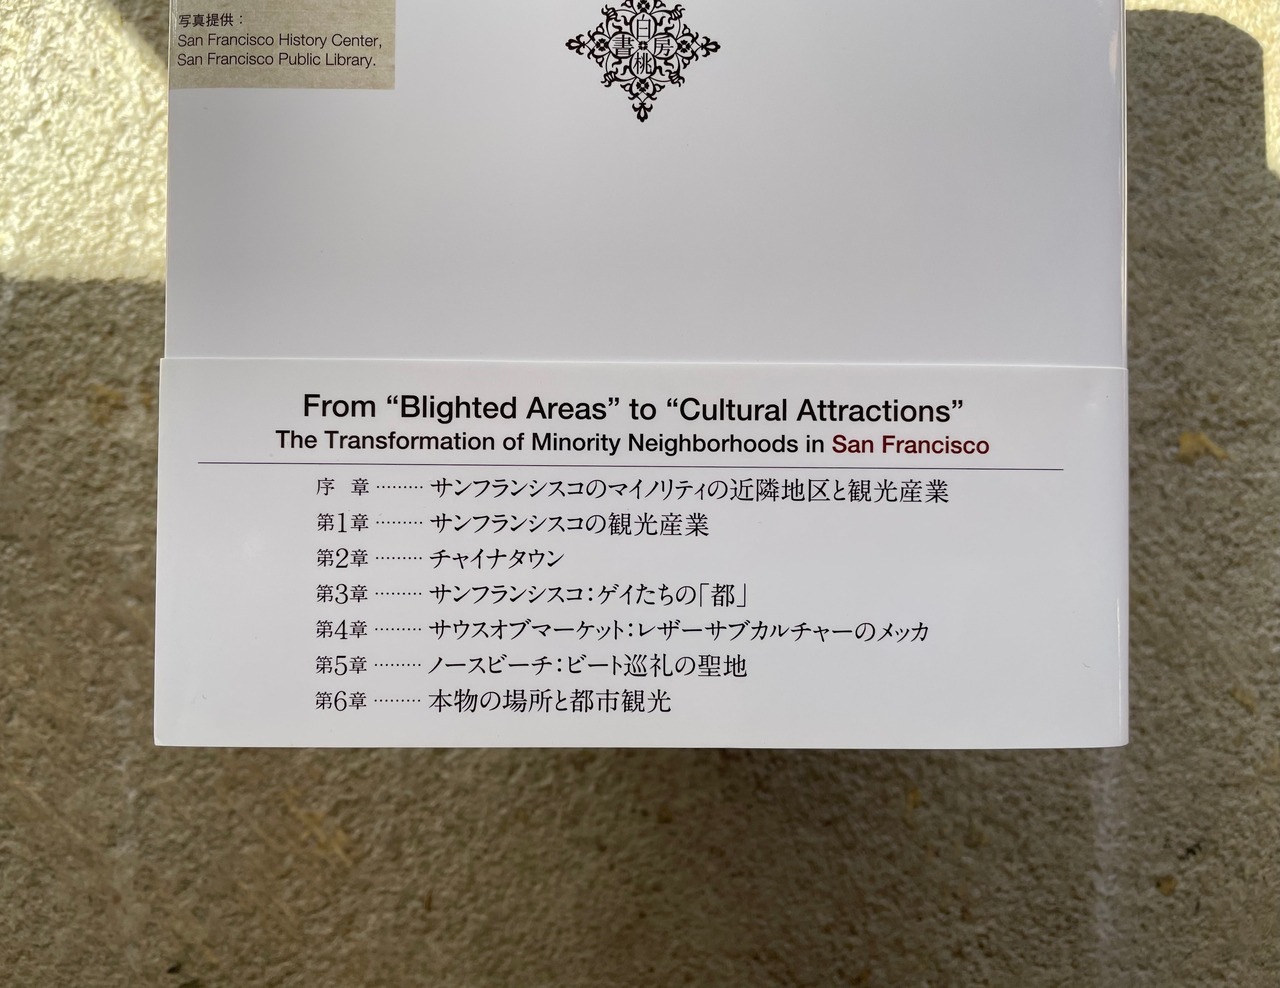 写真提供：
San Francisco History Center,
San Francisco Public Library.
白
書 房
桃
From “Blighted Areas” to “Cultural Attractions”
The Transformation of Minority Neighborhoods in San Francisco
序　章 ……… サンフランシスコのマイノリティの近隣地区と観光産業
第1章 ……… サンフランシスコの観光産業
第2章 ……… チャイナタウン
第3章 ……… サンフランシスコ：ゲイたちの「都」
第4章 ……… サウスオブマーケット：レザーサブカルチャーのメッカ
第5章 ……… ノースビーチ：ビート巡礼の聖地
第6章 ……… 本物の場所と都市観光